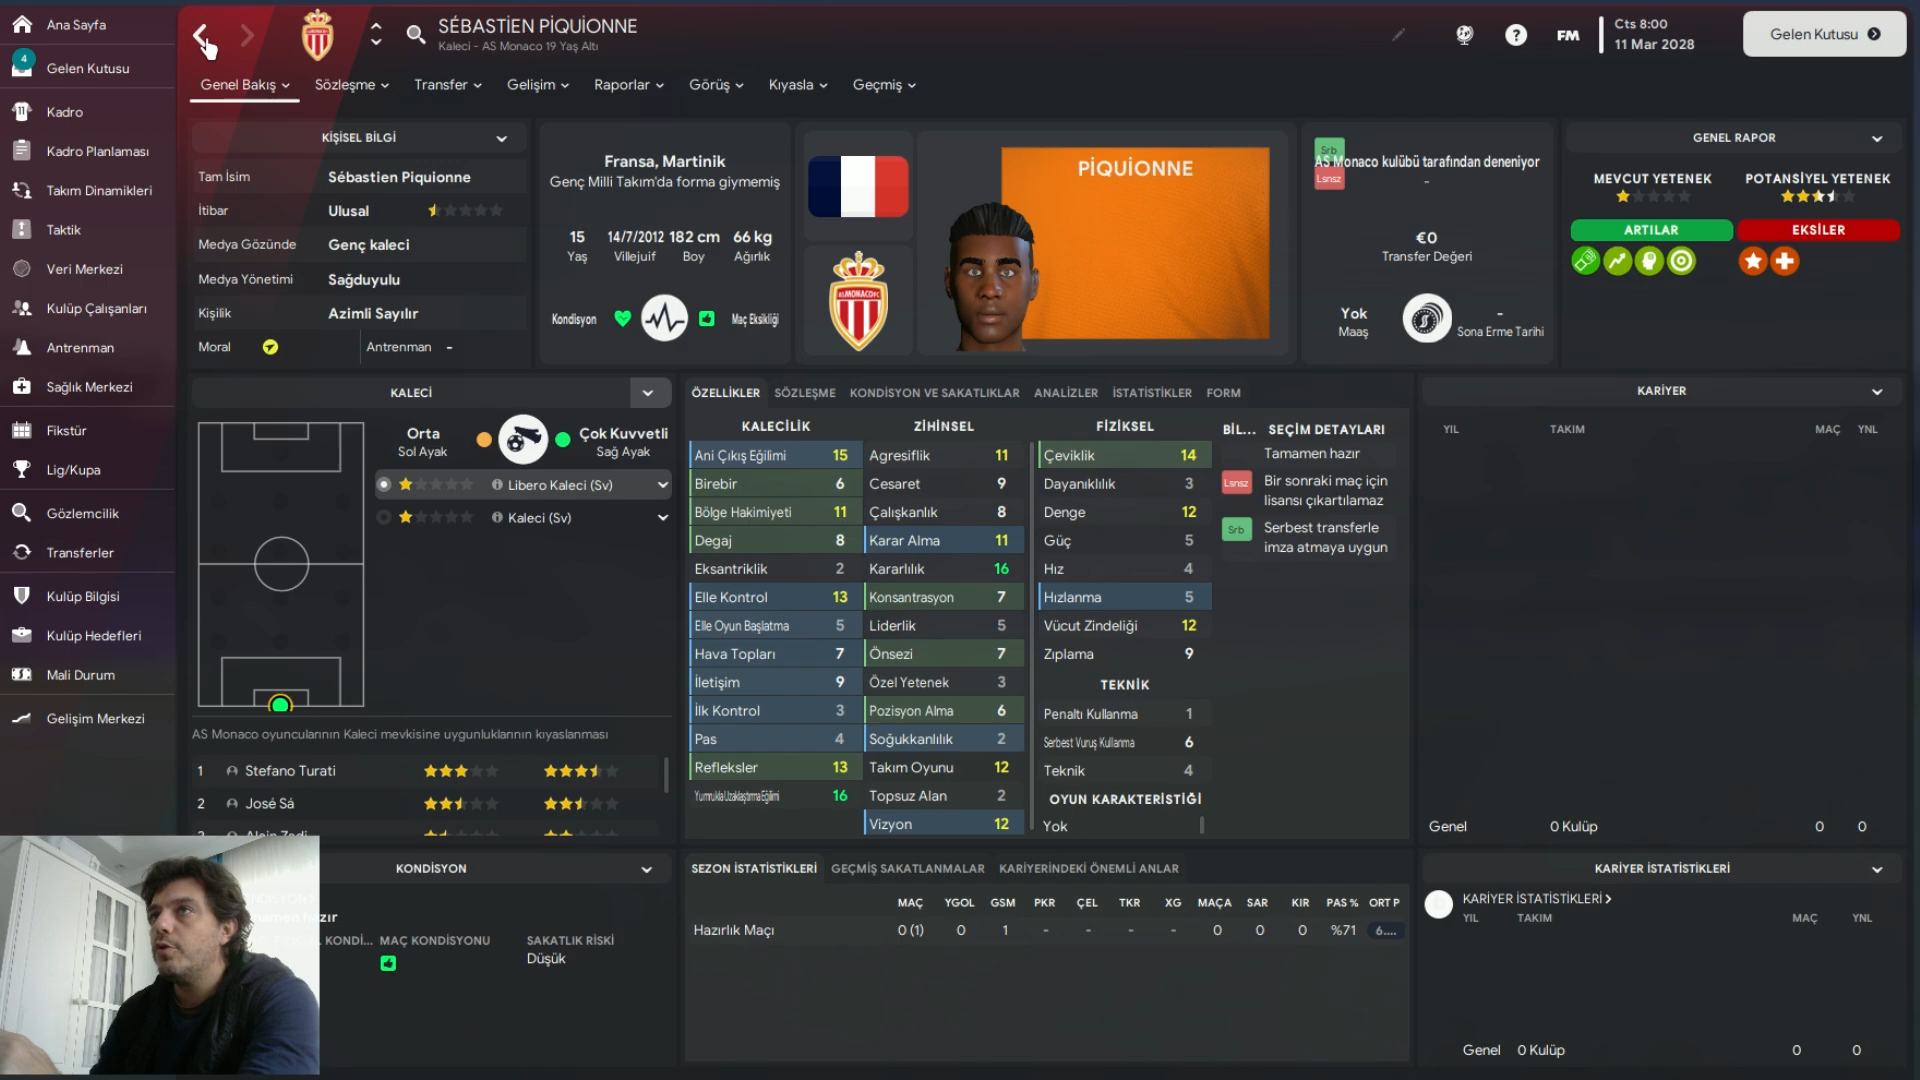 Ana Sayfa
4
Gelen Kutusu
Kadro
Kadro Planlaması
Takım Dinamikleri
Taktik
Veri Merkezi
Kulüp Çalışanları
Antrenman
Sağlık Merkezi
Fikstür
Lig/Kupa
Gözlemcilik
Transferler
Kulüp Bilgisi
Kulüp Hedefleri
Mali Durum
Gelişim Merkezi
SÉBASTİEN PİQUİONNE
Kaleci - AS Monaco 19 Yaş Altı
FM
Cts 8:00
11 Mar 2028
Gelen Kutusu
Genel Bakış Sözleşme Transfer Gelişim Raporlar Görüş Kıyasla Geçmiş
KİŞİSEL BİLGİ
Tam İsim Sébastien Piquionne
İtibar Ulusal
Medya Gözünde Genç kaleci
Medya Yönetimi Sağduyulu
Kişilik Azimli Sayılır
Moral Antrenman -
Fransa, Martinik
Genç Milli Takım'da forma giymemiş
15 14/7/2012 182 cm 66 kg
Yaş Villejuif Boy Ağırlık
Kondisyon Maç Eksikliği
AS MONACO FC
PİQUİONNE
Srb
AS Monaco kulübü tarafından deneniyor
Lsnsz
-
€0
Transfer Değeri
Yok
Maaş
-
Sona Erme Tarihi
GENEL RAPOR
MEVCUT YETENEK POTANSİYEL YETENEK
ARTILAR EKSİLER
KALECİ
Orta
Sol Ayak
Çok Kuvvetli
Sağ Ayak
Libero Kaleci (Sv)
Kaleci (Sv)
AS Monaco oyuncularının Kaleci mevkisine uygunluklarının kıyaslanması
1 Stefano Turati
2 José Sá
ÖZELLİKLER SÖZLEŞME KONDİSYON VE SAKATLIKLAR ANALİZLER İSTATİSTİKLER FORM
KALECİLİK
Ani Çıkış Eğilimi 15
Birebir 6
Bölge Hakimiyeti 11
Degaj 8
Eksantriklik 2
Elle Kontrol 13
Elle Oyun Başlatma 5
Hava Topları 7
İletişim 9
İlk Kontrol 3
Pas 4
Refleksler 13
Yumrukla Uzaklaştırma Eğilimi 16
ZİHİNSEL
Agresiflik 11
Cesaret 9
Çalışkanlık 8
Karar Alma 11
Kararlılık 16
Konsantrasyon 7
Liderlik 5
Önsezi 7
Özel Yetenek 3
Pozisyon Alma 6
Soğukkanlılık 2
Takım Oyunu 12
Topsuz Alan 2
Vizyon 12
FİZİKSEL
Çeviklik 14
Dayanıklılık 3
Denge 12
Güç 5
Hız 4
Hızlanma 5
Vücut Zindeliği 12
Zıplama 9
TEKNİK
Penaltı Kullanma 1
Serbest Vuruş Kullanma 6
Teknik 4
OYUN KARAKTERİSTİĞİ
Yok
BİL... SEÇİM DETAYLARI
Tamamen hazır
Lsnsz Bir sonraki maç için
lisansı çıkartılamaz
Srb Serbest transferle
imza atmaya uygun
KARİYER
YIL TAKIM MAÇ YNL
Genel 0 Kulüp 0 0
KONDİSYON
KONDİ... MAÇ KONDİSYONU SAKATLIK RİSKİ
Düşük
SEZON İSTATİSTİKLERİ GEÇMİŞ SAKATLANMALAR KARİYERİNDEKİ ÖNEMLİ ANLAR
MAÇ YGOL GSM PKR ÇEL TKR XG MAÇA SAR KIR PAS % ORT P
Hazırlık Maçı 0 (1) 0 1 - - - - 0 0 0 %71 6....
KARİYER İSTATİSTİKLERİ
KARİYER İSTATİSTİKLERİ
YIL TAKIM MAÇ YNL
Genel 0 Kulüp 0 0